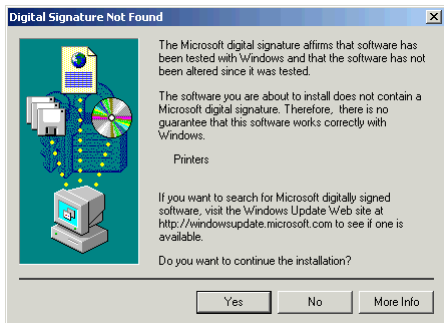 Digital Signature Not Found
The Microsoft digital signature affirms that software has
been tested with Windows and that the software has not
been altered since it was tested.
The software you are about to install does not contain a
Microsoft digital signature. Therefore, there is no
guarantee that this software works correctly with
Windows.
Printers
If you want to search for Microsoft digitally signed
software, visit the Windows Update Web site at
http://windowsupdate.microsoft.com to see if one is
available.
Do you want to continue the installation?
Yes No More Info